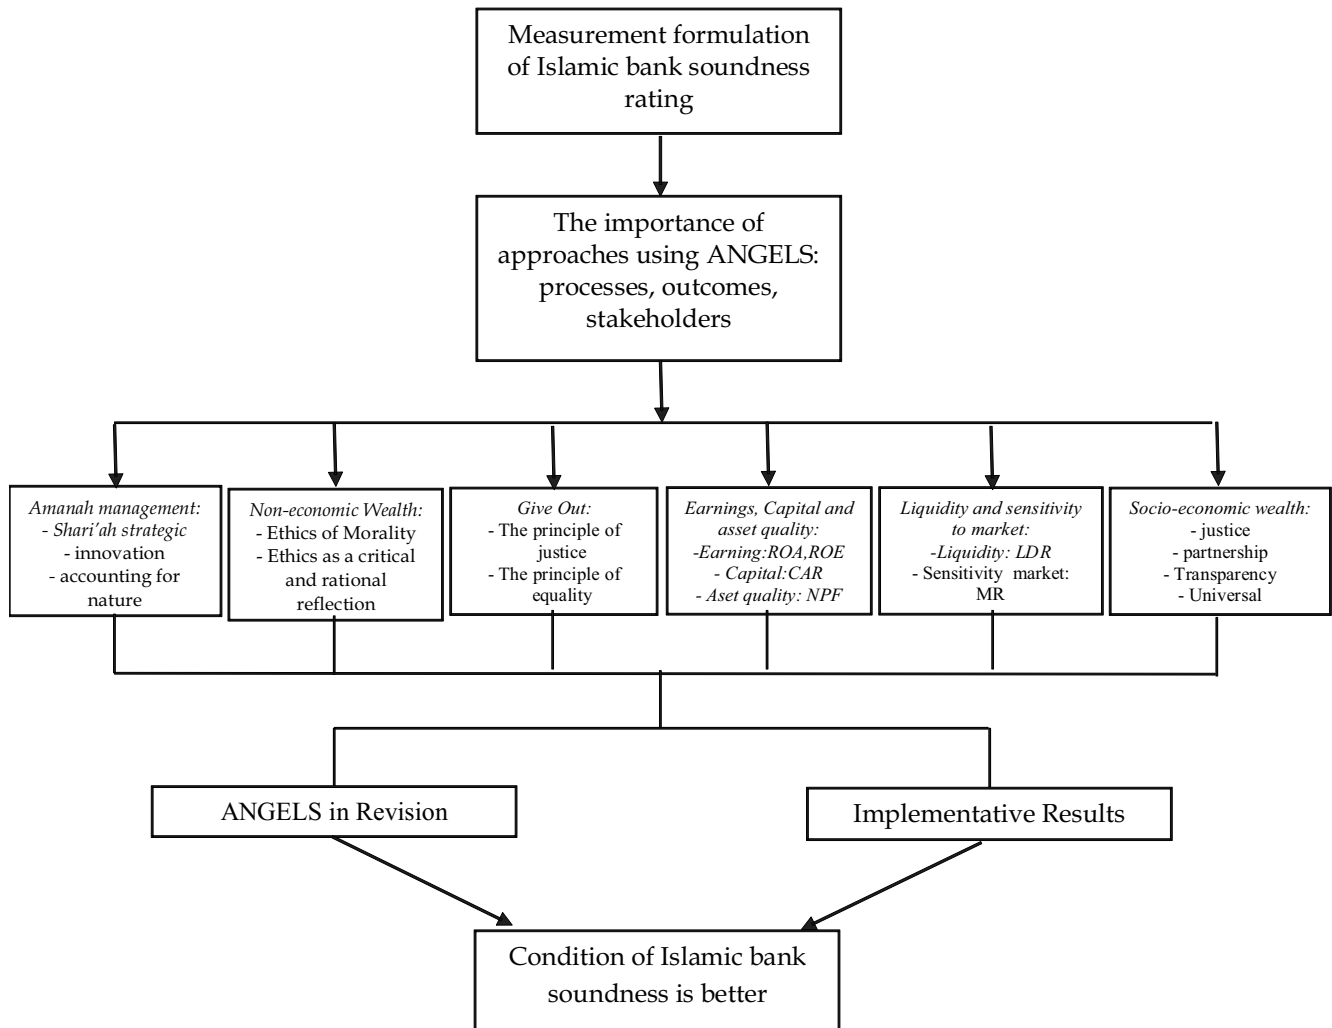 Measurement formulation
of Islamic bank soundness
rating
The importance of
approaches using ANGELS:
processes, outcomes,
stakeholders
Amanah management:
- Shari'ah strategic
- innovation
- accounting for
nature
Non-economic Wealth:
- Ethics of Morality
- Ethics as a critical
and rational
reflection
Give Out:
- The principle of
justice
- The principle of
equality
Earnings, Capital and
asset quality:
-Earning:ROA,ROE
- Capital:CAR
- Aset quality: NPF
Liquidity and sensitivity
to market:
-Liquidity: LDR
- Sensitivity market:
MR
Socio-economic wealth:
- justice
- partnership
- Transparency
- Universal
ANGELS in Revision
Implementative Results
Condition of Islamic bank
soundness is better